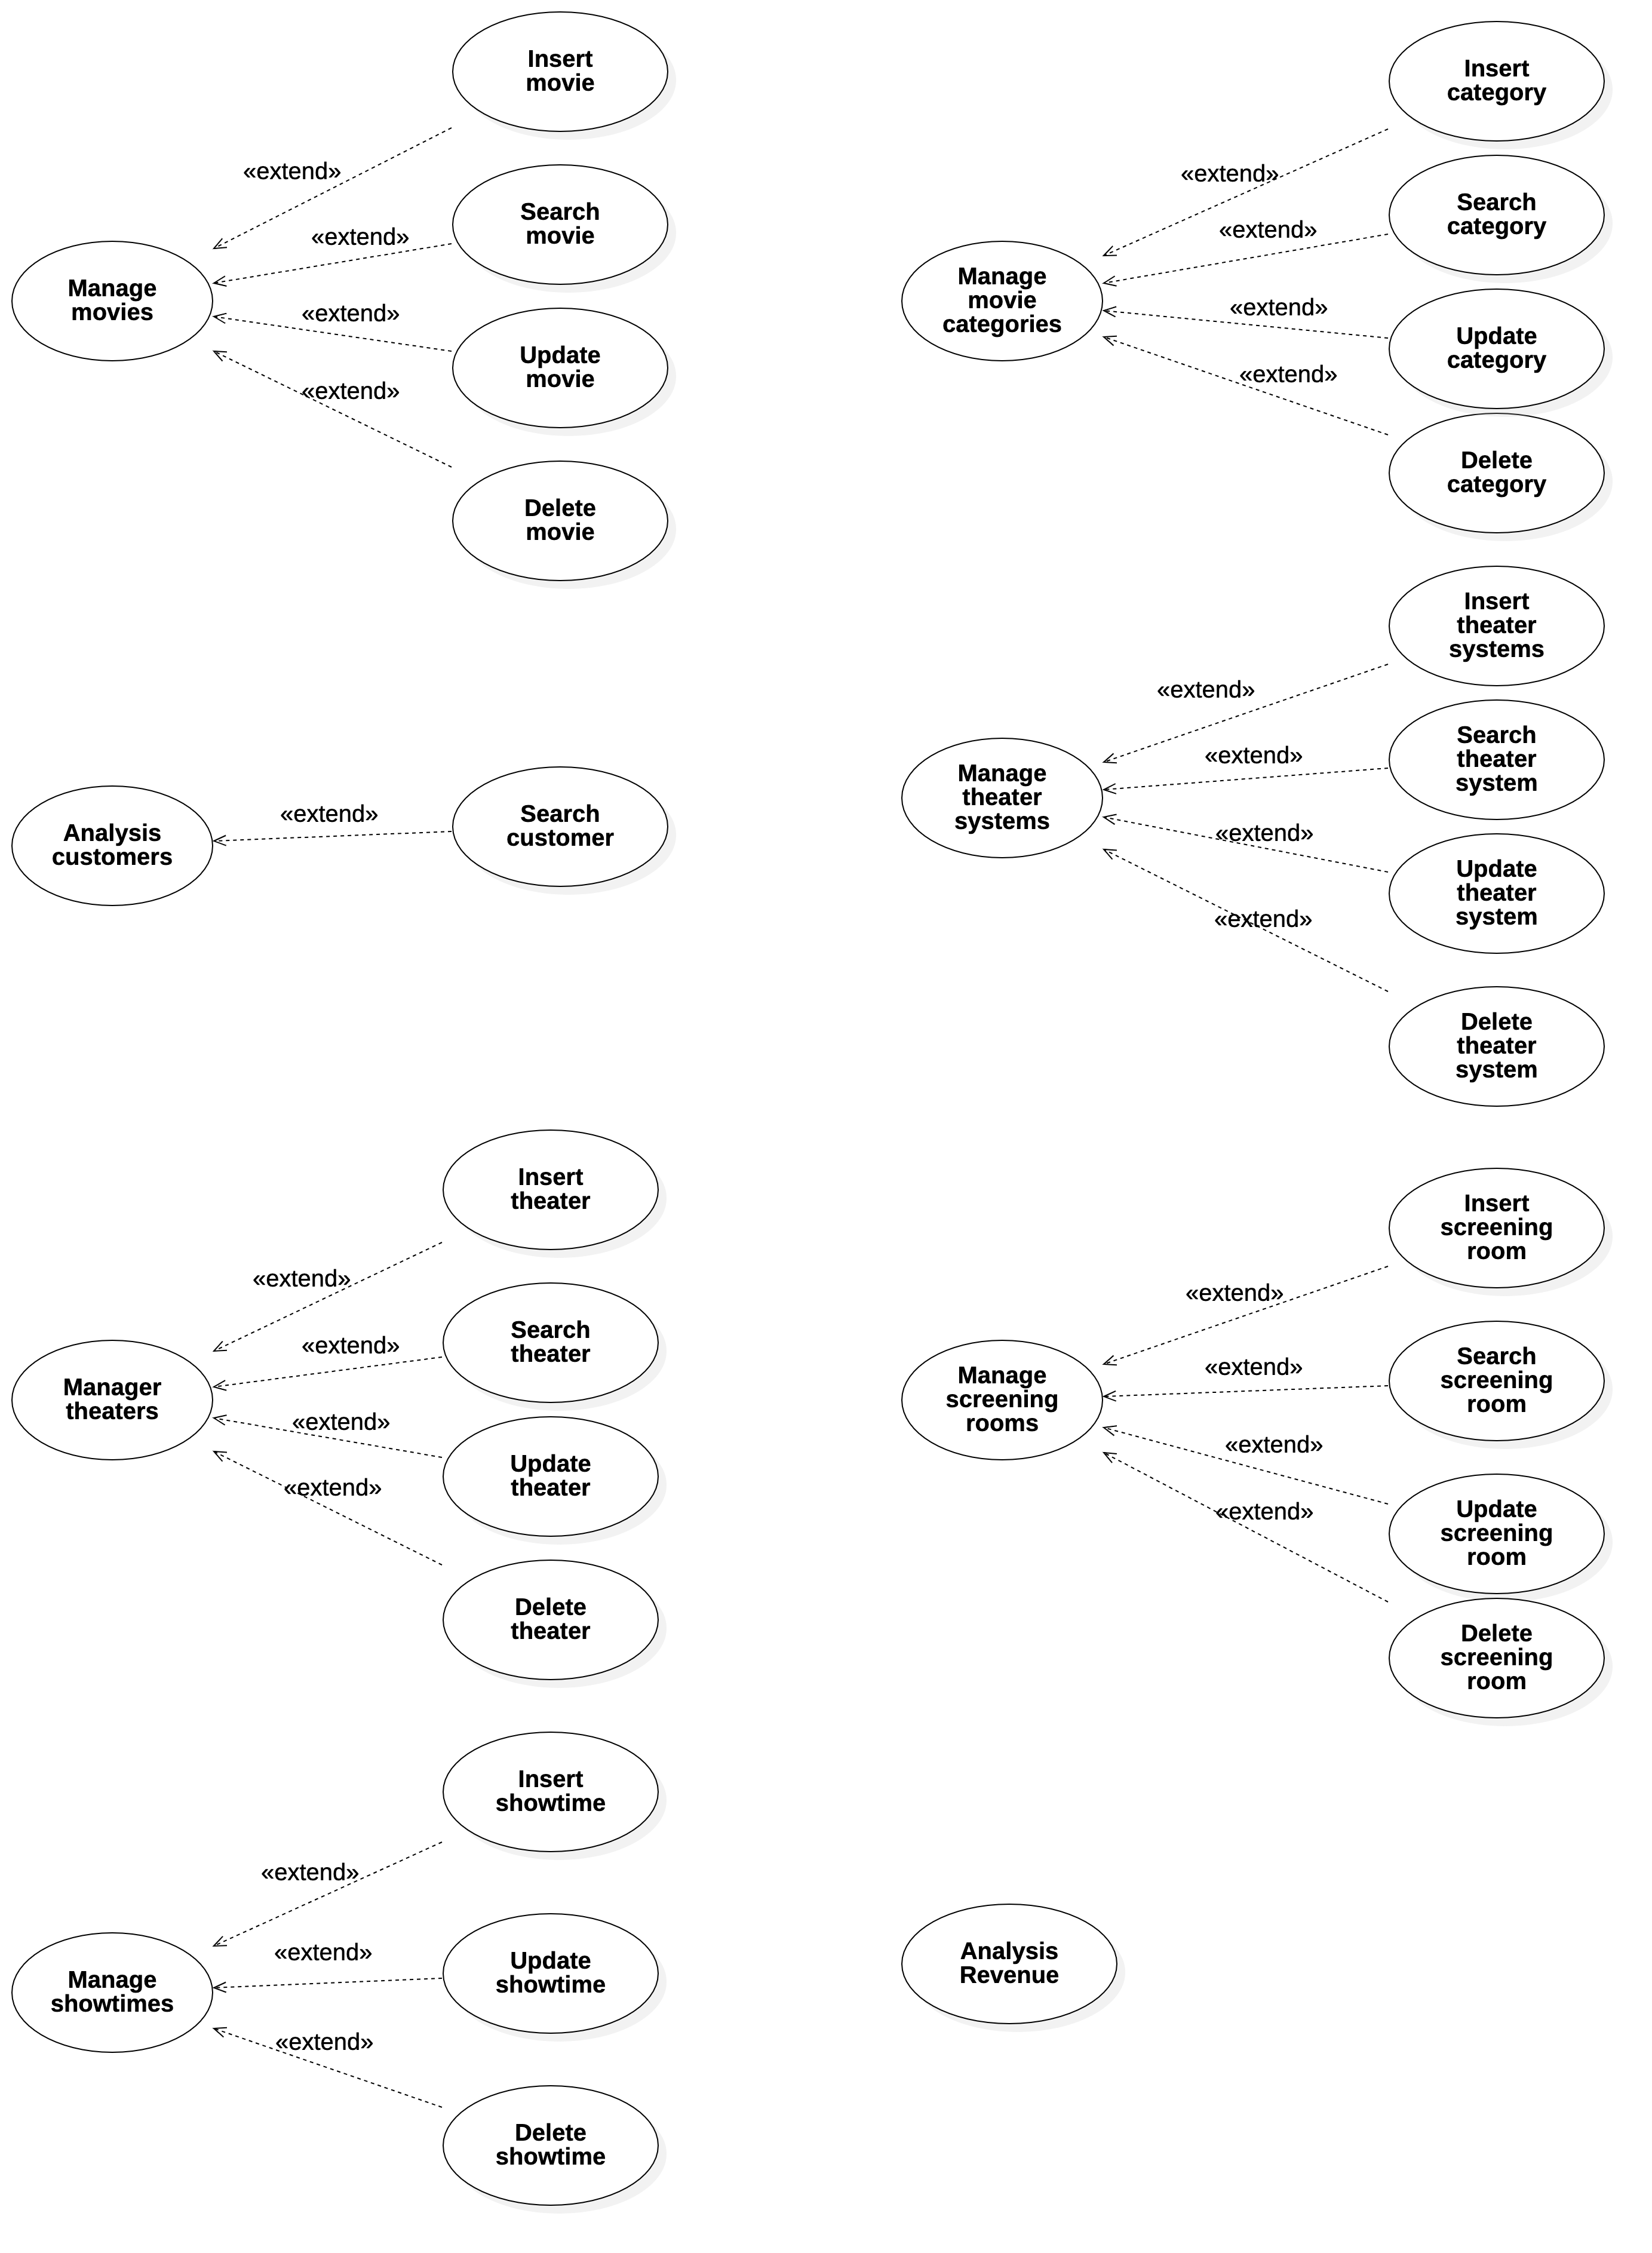 Insert
movie
«extend»
Search
movie
«extend»
Manage
movies
«extend»
Update
movie
«extend»
Delete
movie
Insert
category
«extend»
Search
category
«extend»
Manage
movie
categories
«extend»
Update
category
«extend»
Delete
category
Analysis
customers
«extend»
Search
customer
Insert
theater
systems
«extend»
Search
theater
system
«extend»
Manage
theater
systems
«extend»
Update
theater
system
«extend»
Delete
theater
system
Insert
theater
«extend»
Search
theater
«extend»
Manager
theaters
«extend»
Update
theater
«extend»
Delete
theater
Insert
screening
room
«extend»
Search
screening
room
«extend»
Manage
screening
rooms
«extend»
Update
screening
room
«extend»
Delete
screening
room
Insert
showtime
«extend»
Update
showtime
«extend»
Manage
showtimes
«extend»
Delete
showtime
Analysis
Revenue